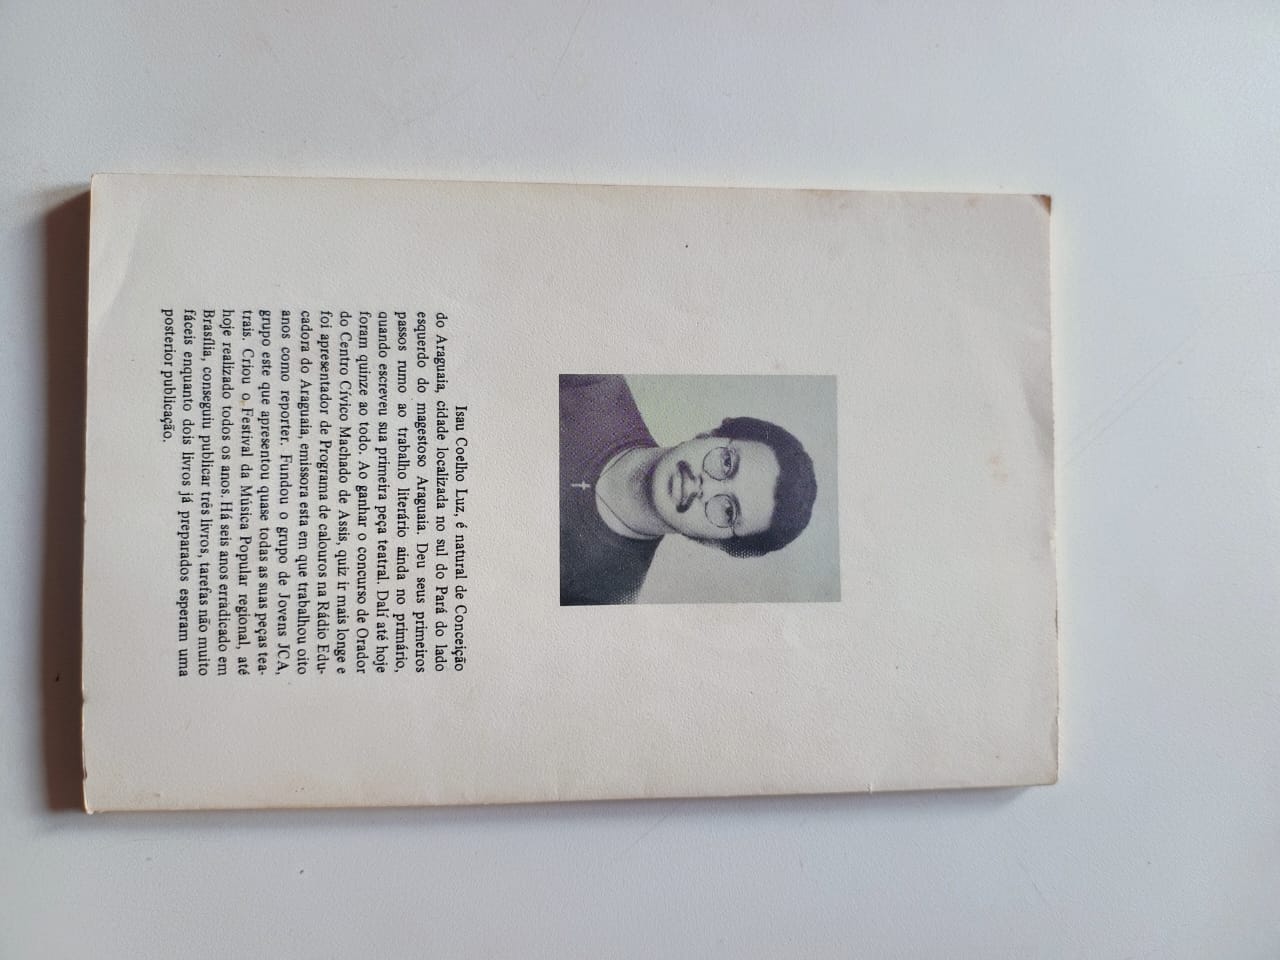 Isau Coelho Luz, é natural de Conceição
do Araguaia, cidade localizada no sul do Pará do lado
esquerdo do magestoso Araguaia. Deu seus primeiros
passos rumo ao trabalho literário ainda no primário,
quando escreveu sua primeira peça teatral. Dalí até hoje
foram quinze ao todo. Ao ganhar o concurso de Orador
do Centro Cívico Machado de Assis, quiz ir mais longe e
foi apresentador de Programa de calouros na Rádio Edu-
cadora do Araguaia, emissora esta em que trabalhou oito
anos como reporter. Fundou o grupo de Jovens JCA,
grupo este que apresentou quase todas as suas peças tea-
trais. Criou o Festival da Música Popular regional, até
hoje realizado todos os anos. Há seis anos erradicado em
Brasília, conseguiu publicar três livros, tarefas não muito
fáceis enquanto dois livros já preparados esperam uma
posterior publicação.